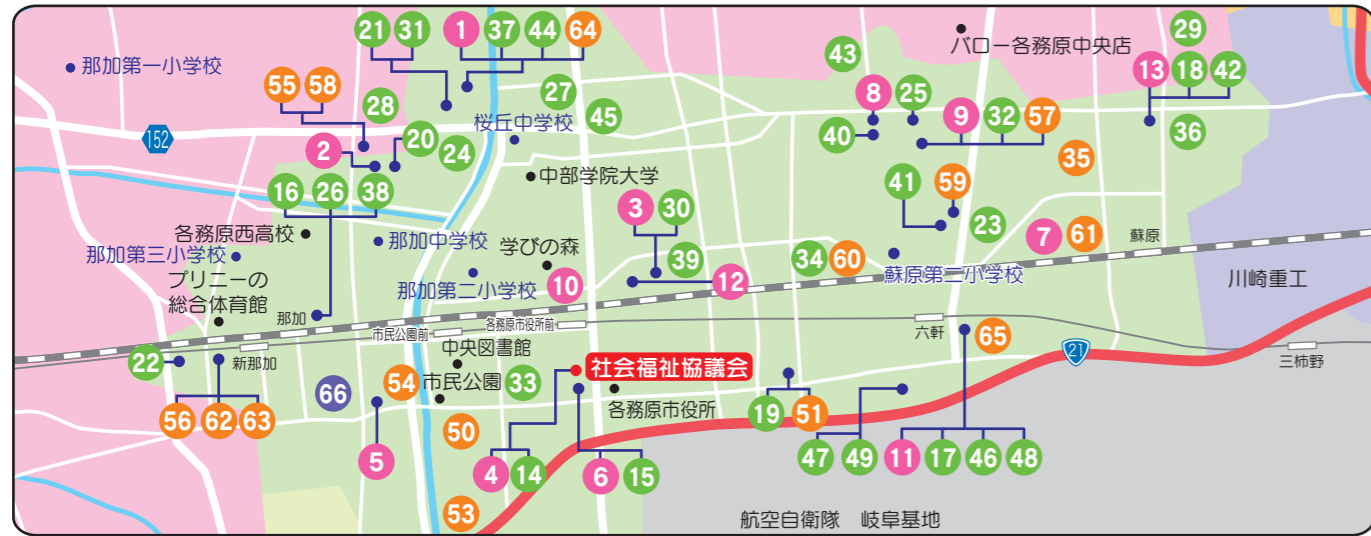 21 31 1 37 44 64
29
バロー各務原中央店
43
那加第一小学校
13 18 42
55 58
27
8 25 9 32 57
28
45
桜丘中学校
152
40
36
20
2
24
35
中部学院大学
16 26 38
41 59
3 30
23
各務原西高校
那加中学校
7 61
蘇原
那加第三小学校
学びの森
39
34 60
蘇原第二小学校
プリニーの
総合体育館
那加第二小学校
10
12
川崎重工
那加
市民公園前
各務原市役所前
六軒
65
21
三柿野
22
新那加
中央図書館
社会福祉協議会
66
54
市民公園
33
各務原市役所
56 62 63
19 51
50
5
4 14
6 15
47 49 11 17 46 48
53
航空自衛隊 岐阜基地